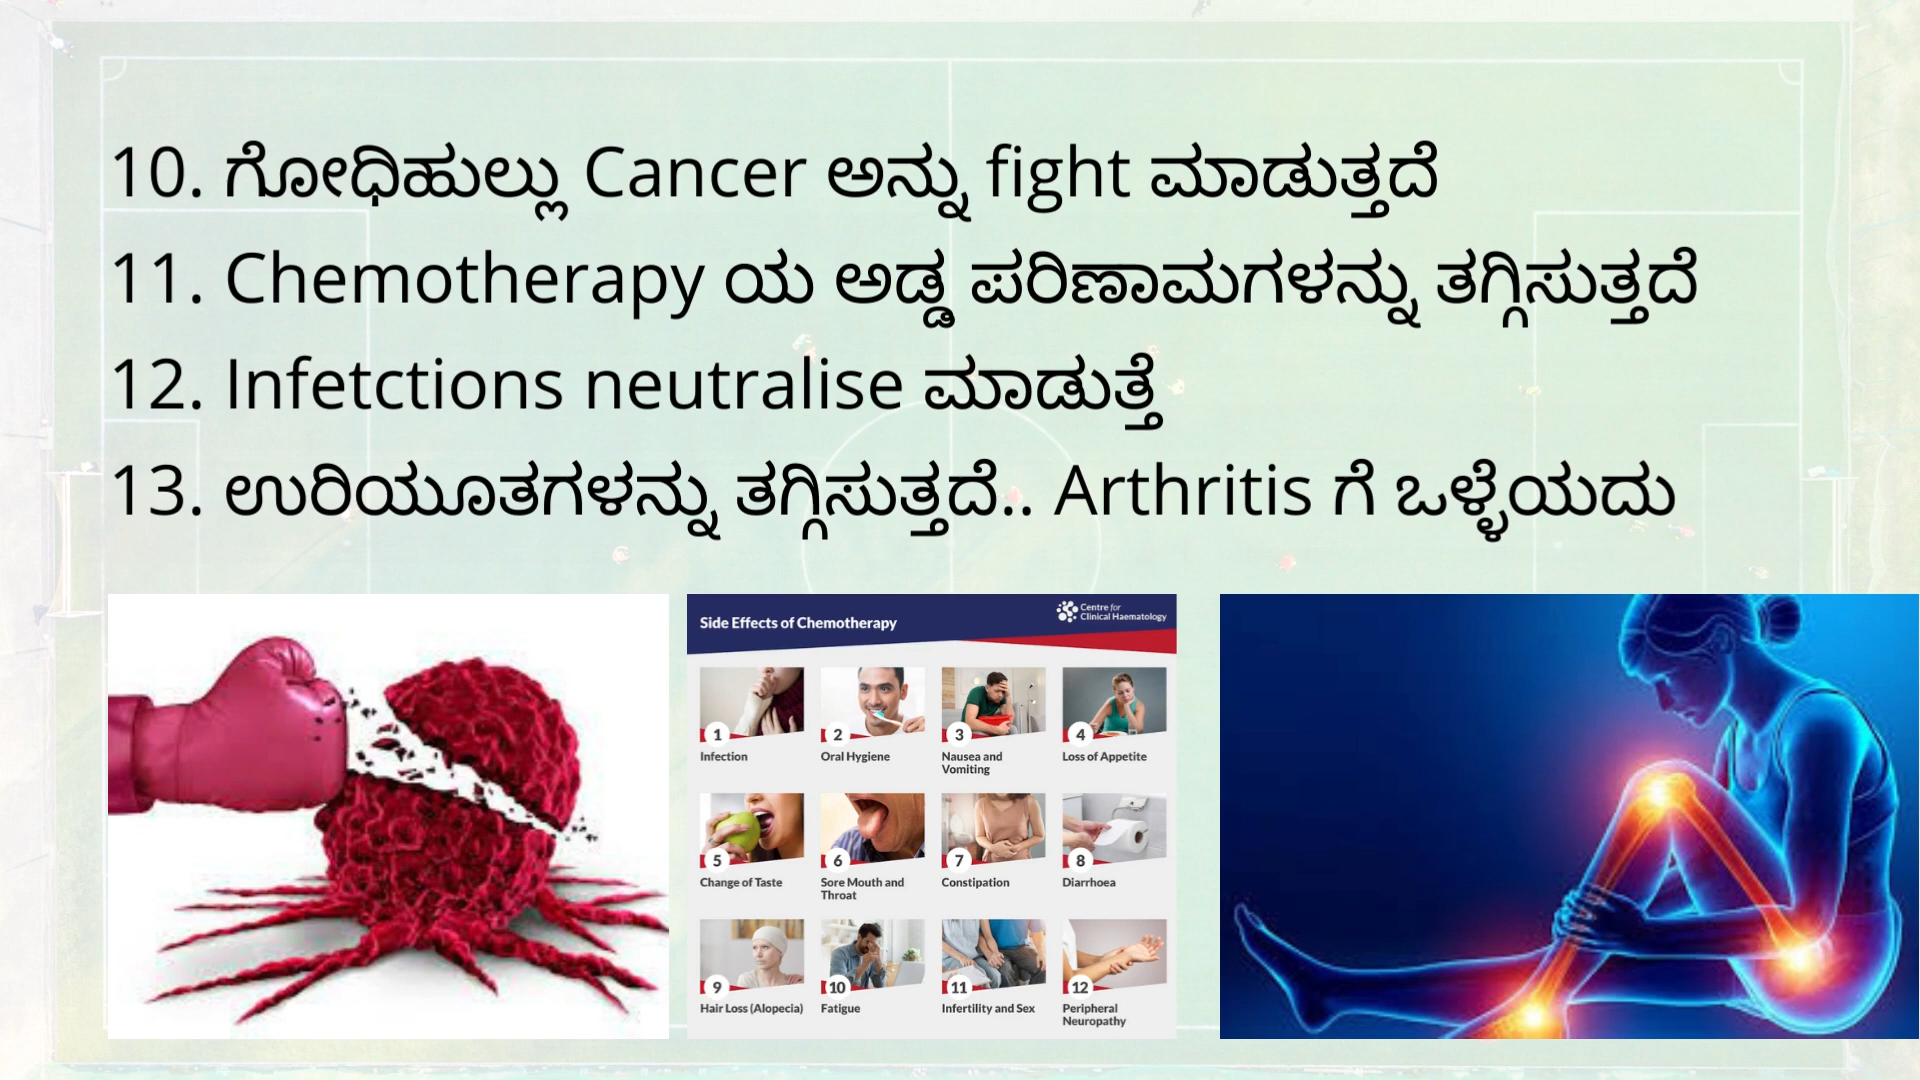 10. ಗೋಧಿಹುಲ್ಲು Cancer ಅನ್ನು fight ಮಾಡುತ್ತದೆ
11. Chemotherapy ಯ ಅಡ್ಡ ಪರಿಣಾಮಗಳನ್ನು ತಗ್ಗಿಸುತ್ತದೆ
12. Infetctions neutralise ಮಾಡುತ್ತೆ
13. ಉರಿಯೂತಗಳನ್ನು ತಗ್ಗಿಸುತ್ತದೆ.. Arthritis ಗೆ ಒಳ್ಳೆಯದು
Side Effects of Chemotherapy
Centre for
Clinical Haematology
1 2 3 4
Infection Oral Hygiene Nausea and Loss of Appetite
Vomiting
5 6 7 8
Change of Taste Sore Mouth and Constipation Diarrhoea
Throat
9 10 11 12
Hair Loss (Alopecia) Fatigue Infertility and Sex Peripheral
Neuropathy